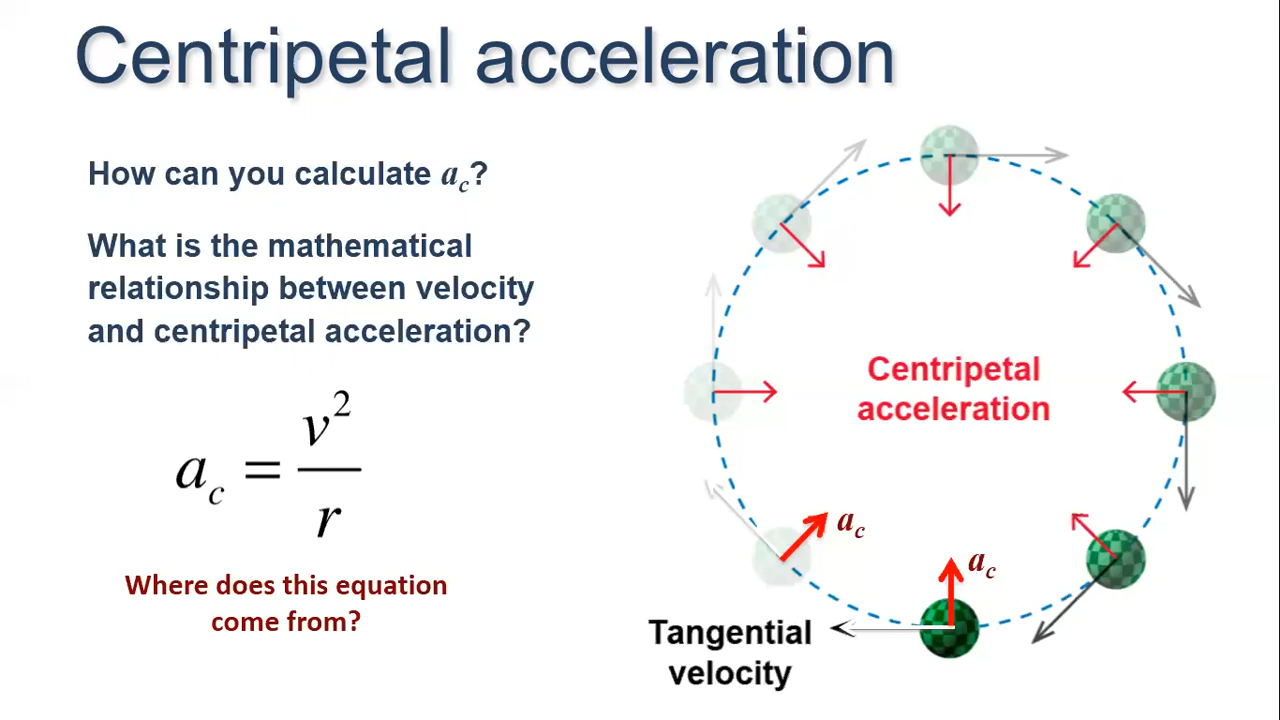 Centripetal acceleration
How can you calculate a_c?
What is the mathematical
relationship between velocity
and centripetal acceleration?
a_c = v²/r
Where does this equation
come from?
Centripetal
acceleration
a_c
a_c
Tangential
velocity